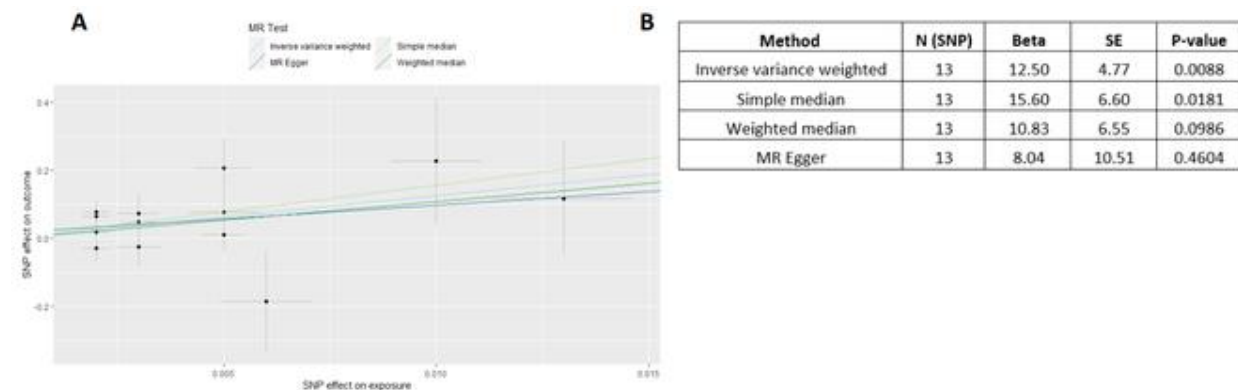 A
MR Test
Inverse variance weighted
Simple median
MR Egger
Weighted median
0.4
0.2
0.0
-0.2
SNP effect on outcome
0.005
0.010
0.015
SNP effect on exposure
B
Method N (SNP) Beta SE P-value
Inverse variance weighted 13 12.50 4.77 0.0088
Simple median 13 15.60 6.60 0.0181
Weighted median 13 10.83 6.55 0.0986
MR Egger 13 8.04 10.51 0.4604